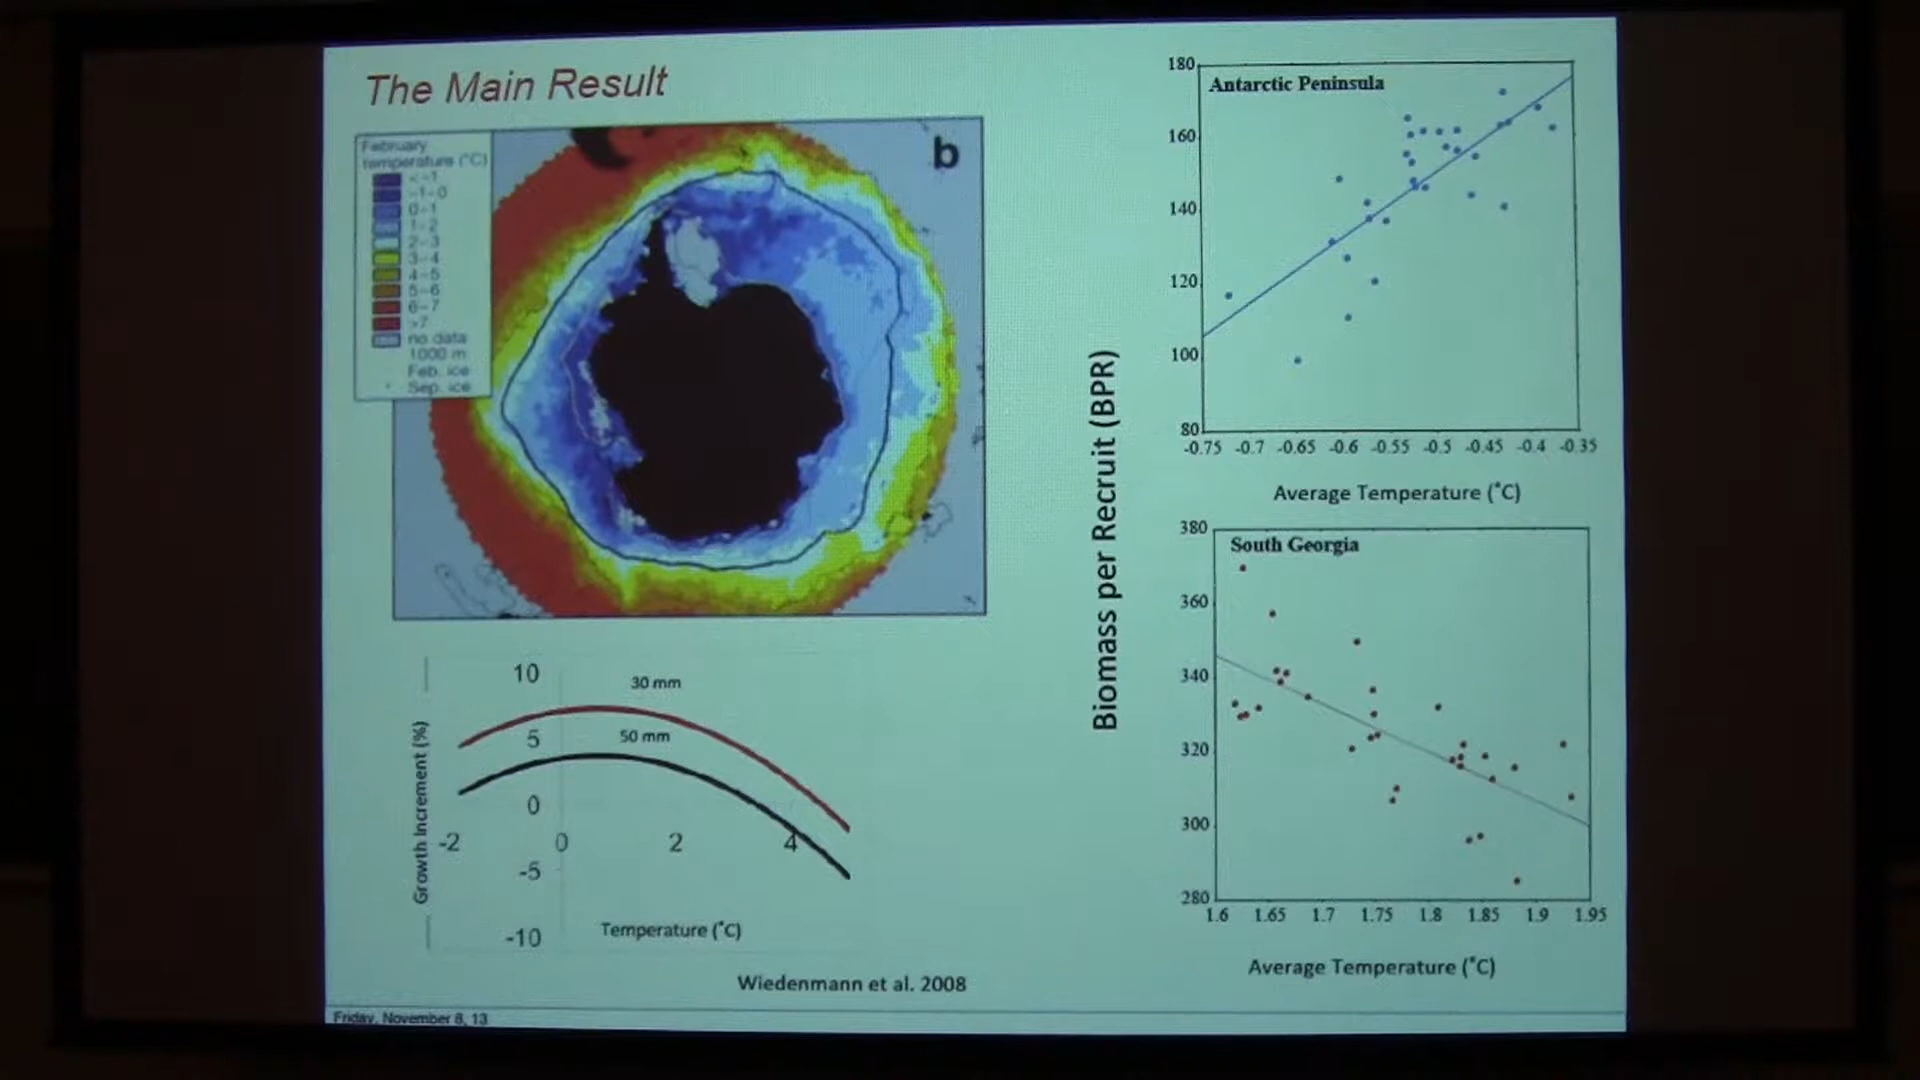 The Main Result
February
temperature (°C)
<-1
-1-0
0-1
1-2
2-3
3-4
4-5
5-6
6-7
>7
no data
1000 m
Feb. ice
Sep. ice
b
Growth Increment (%)
10
5
0
-5
-10
30 mm
50 mm
-2
0
2
4
Temperature (°C)
Wiedenmann et al. 2008
Biomass per Recruit (BPR)
Antarctic Peninsula
180
160
140
120
100
80
-0.75 -0.7 -0.65 -0.6 -0.55 -0.5 -0.45 -0.4 -0.35
Average Temperature (°C)
South Georgia
380
360
340
320
300
280
1.6 1.65 1.7 1.75 1.8 1.85 1.9 1.95
Average Temperature (°C)
Friday, November 8, 13